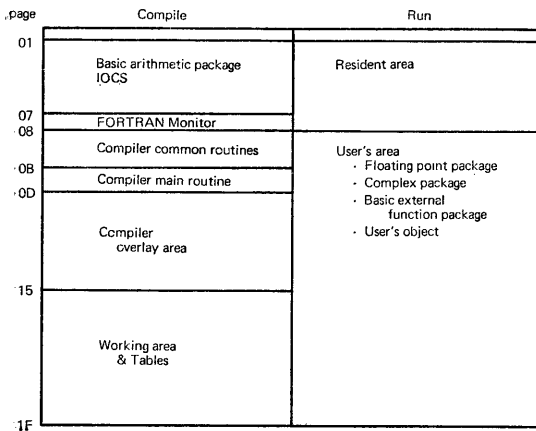 page Compile Run
01
Basic arithmetic package
IOCS
Resident area
07
FORTRAN Monitor
08
Compiler common routines
User's area
· Floating point package
· Complex package
· Basic external
function package
· User's object
0B
Compiler main routine
0D
Compiler
overlay area
15
Working area
& Tables
1F